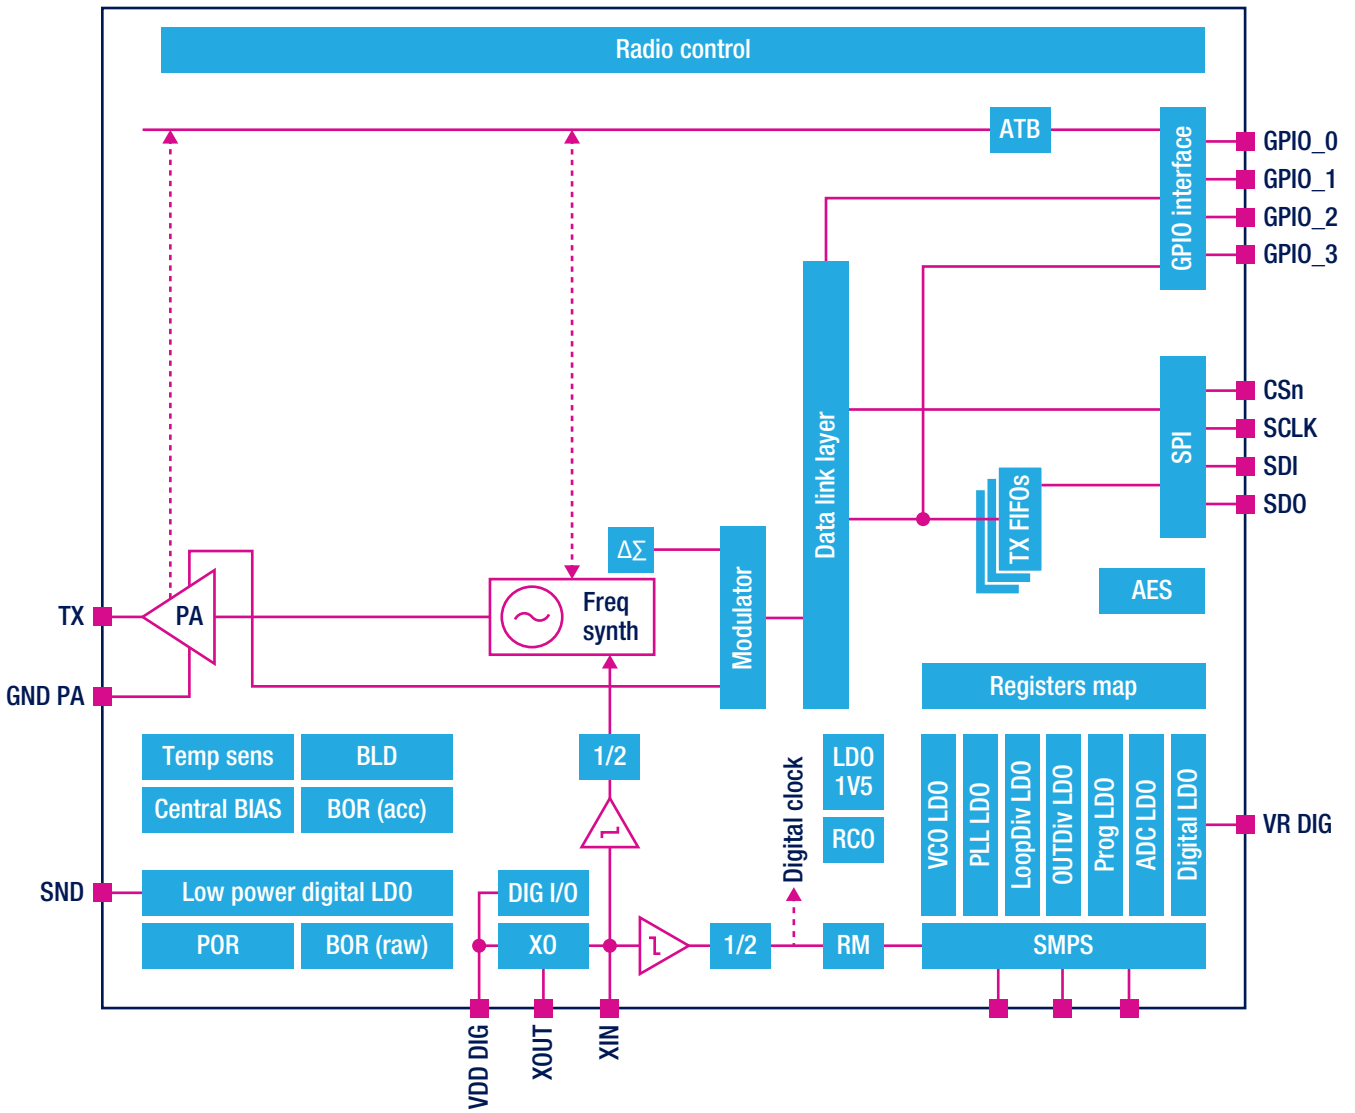 Radio control
ATB
GPIO interface
GPIO_0
GPIO_1
GPIO_2
GPIO_3
Data link layer
SPI
CSn
SCLK
SDI
SDO
TX FIFOs
ΔΣ
Modulator
AES
TX
PA
Freq
synth
GND PA
Registers map
Temp sens
BLD
1/2
LDO
1V5
Central BIAS
BOR (acc)
RCO
Digital clock
VCO LDO
PLL LDO
LoopDiv LDO
OUTDiv LDO
Prog LDO
ADC LDO
Digital LDO
VR DIG
SND
Low power digital LDO
DIG I/O
POR
BOR (raw)
XO
1/2
RM
SMPS
VDD DIG
XOUT
XIN